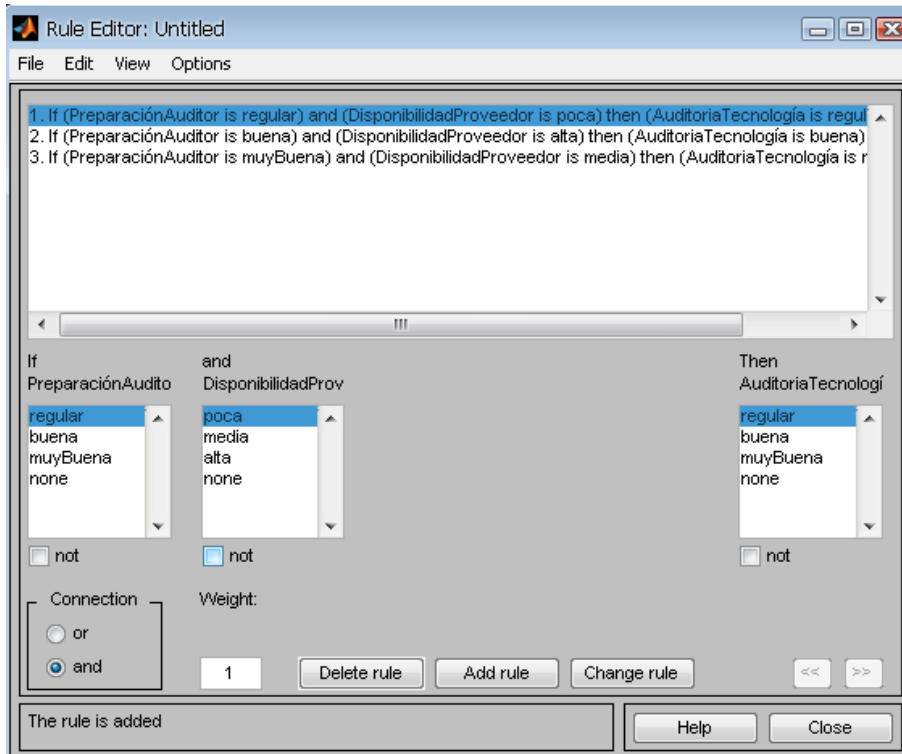 Rule Editor: Untitled
File Edit View Options
1. If (PreparaciónAuditor is regular) and (DisponibilidadProveedor is poca) then (AuditoriaTecnología is regul
2. If (PreparaciónAuditor is buena) and (DisponibilidadProveedor is alta) then (AuditoriaTecnología is buena)
3. If (PreparaciónAuditor is muyBuena) and (DisponibilidadProveedor is media) then (AuditoriaTecnología is
If and Then
PreparaciónAudito DisponibilidadProv AuditoriaTecnologí
regular poca regular
buena media buena
muyBuena alta muyBuena
none none none
not not not
Connection Weight:
or
and 1 Delete rule Add rule Change rule << >>
The rule is added Help Close